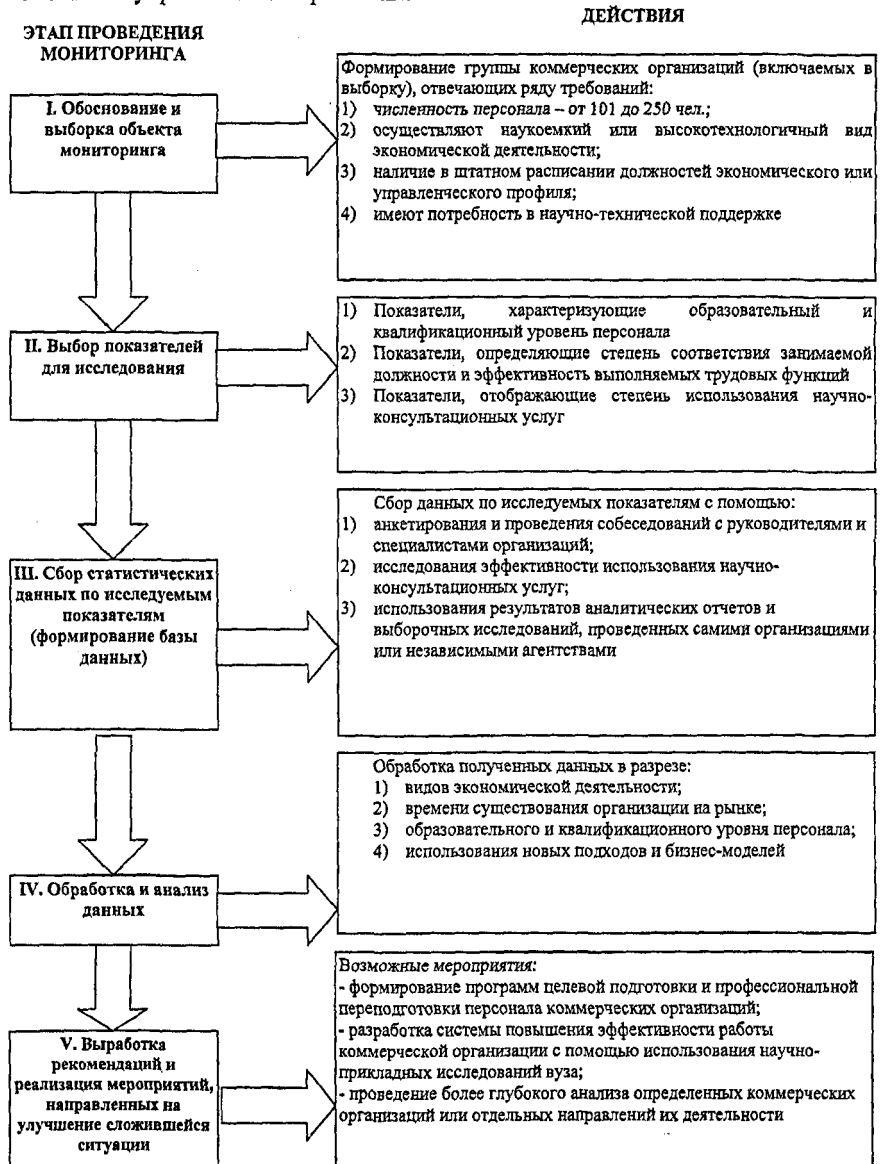 ДЕЙСТВИЯ
ЭТАП ПРОВЕДЕНИЯ
МОНИТОРИНГА
I. Обоснование и
выборка объекта
мониторинга
Формирование группы коммерческих организаций (включаемых в
выборку), отвечающих ряду требований:
1) численность персонала – от 101 до 250 чел.;
2) осуществляют наукоемкий или высокотехнологичный вид
экономической деятельности;
3) наличие в штатном расписании должностей экономического или
управленческого профиля;
4) имеют потребность в научно-технической поддержке
II. Выбор показателей
для исследования
1) Показатели, характеризующие образовательный и
квалификационный уровень персонала
2) Показатели, определяющие степень соответствия занимаемой
должности и эффективность выполняемых трудовых функций
3) Показатели, отображающие степень использования научно-
консультационных услуг
III. Сбор статистических
данных по исследуемым
показателям
(формирование базы
данных)
Сбор данных по исследуемых показателям с помощью:
1) анкетирования и проведения собеседований с руководителями и
специалистами организаций;
2) исследования эффективности использования научно-
консультационных услуг;
3) использования результатов аналитических отчетов и
выборочных исследований, проведенных самими организациями
или независимыми агентствами
IV. Обработка и анализ
данных
Обработка полученных данных в разрезе:
1) видов экономической деятельности;
2) времени существования организации на рынке;
3) образовательного и квалификационного уровня персонала;
4) использования новых подходов и бизнес-моделей
V. Выработка
рекомендаций и
реализация мероприятий,
направленных на
улучшение сложившейся
ситуации
Возможные мероприятия:
- формирование программ целевой подготовки и профессиональной
переподготовки персонала коммерческих организаций;
- разработка системы повышения эффективности работы
коммерческой организации с помощью использования научно-
прикладных исследований вуза;
- проведение более глубокого анализа определенных коммерческих
организаций или отдельных направлений их деятельности